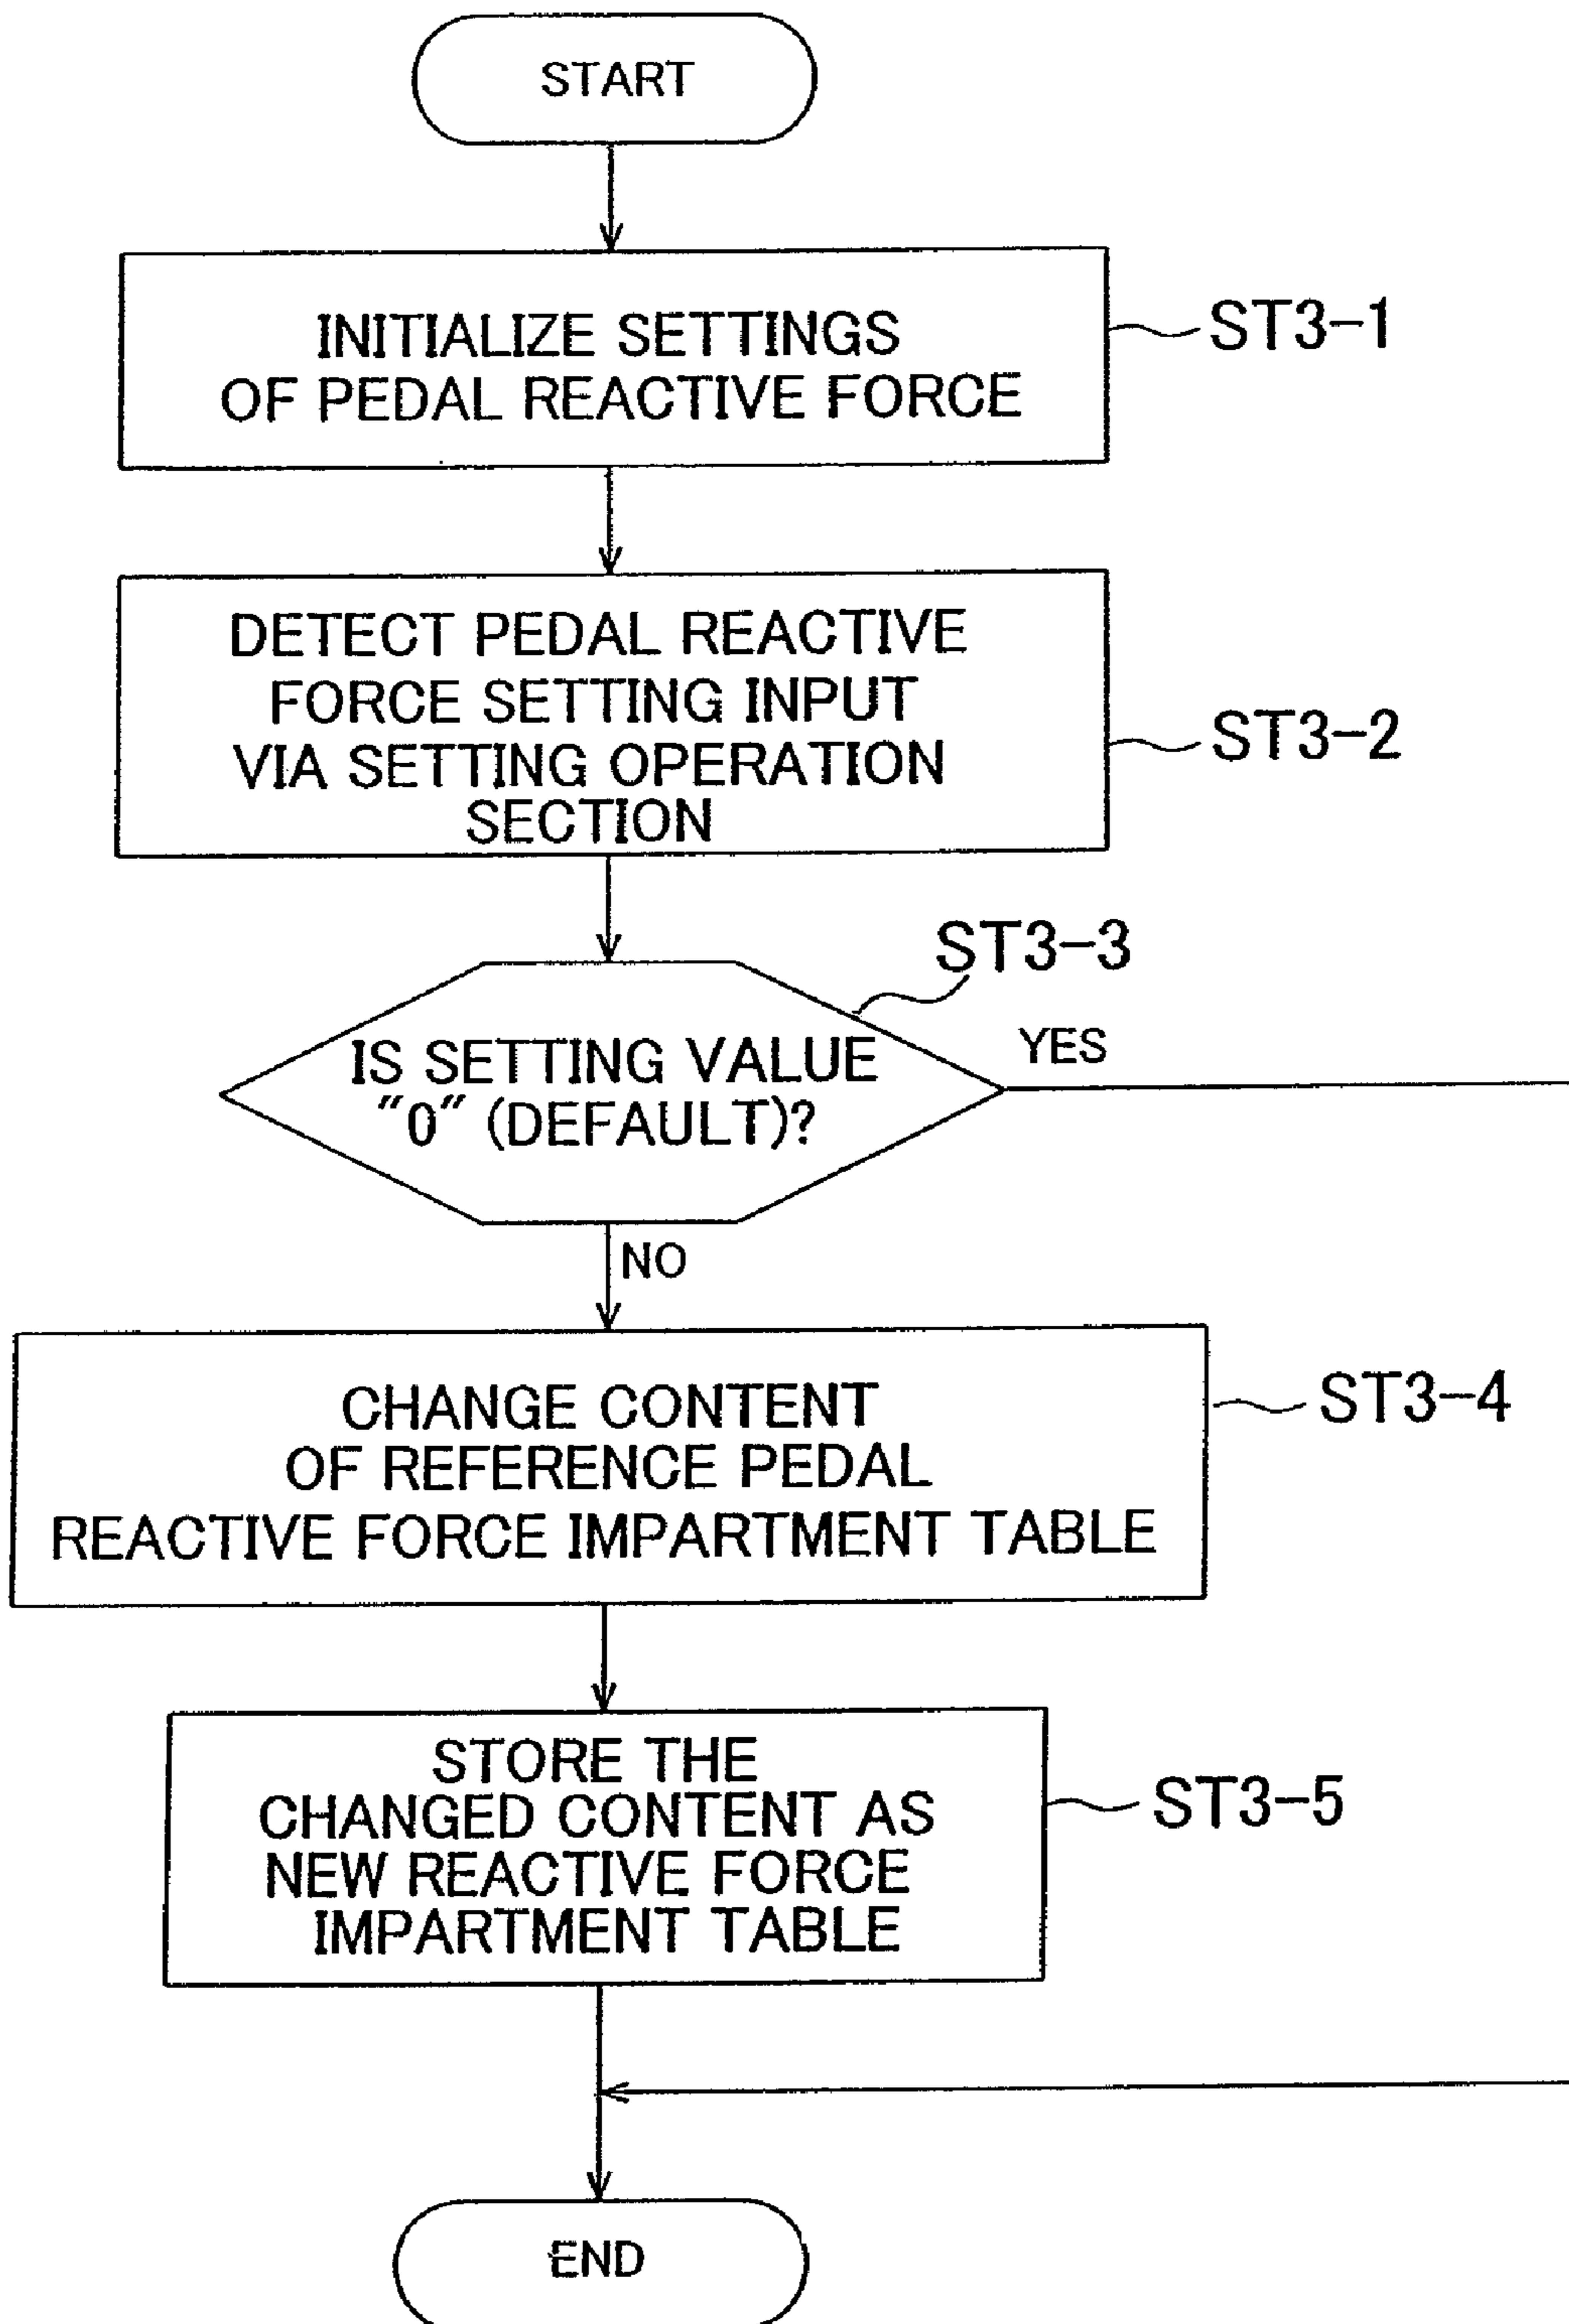 START
INITIALIZE SETTINGS
OF PEDAL REACTIVE FORCE
ST3-1
DETECT PEDAL REACTIVE
FORCE SETTING INPUT
VIA SETTING OPERATION
SECTION
ST3-2
ST3-3
IS SETTING VALUE
"0" (DEFAULT)?
YES
NO
CHANGE CONTENT
OF REFERENCE PEDAL
REACTIVE FORCE IMPARTMENT TABLE
ST3-4
STORE THE
CHANGED CONTENT AS
NEW REACTIVE FORCE
IMPARTMENT TABLE
ST3-5
END